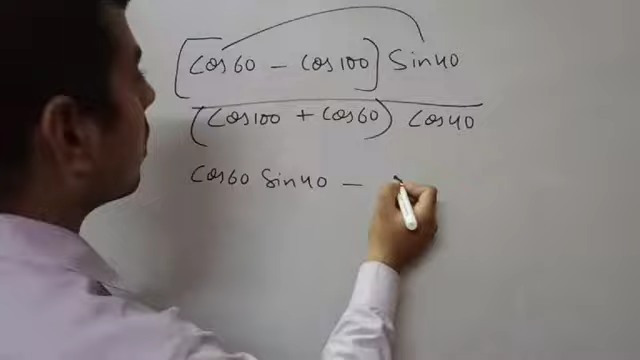 [Cos60 - Cos100] Sin40
(Cos100 + Cos60) Cos40
Cos60 Sin40 -